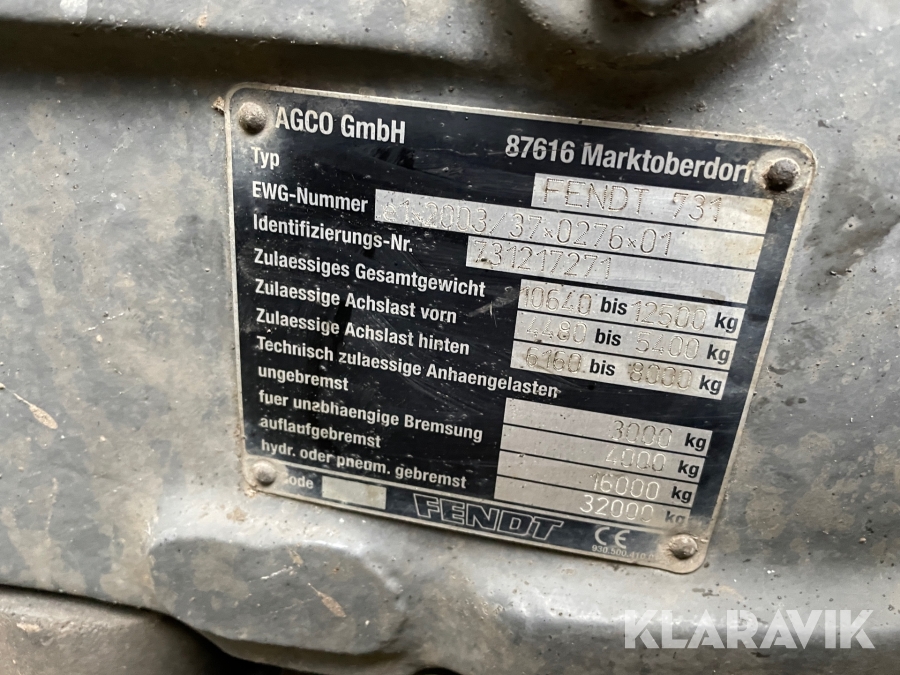 AGCO GmbH 87616 Marktoberdorf
Typ FENDT 731
EWG-Nummer e1*2003/37*0276*01
Identifizierungs-Nr. 731217271
Zulaessiges Gesamtgewicht 10640 bis 12500 kg
Zulaessige Achslast vorn 4480 bis 5400 kg
Zulaessige Achslast hinten 6160 bis 8000 kg
Technisch zulaessige Anhaengelasten
ungebremst 3000 kg
fuer unabhaengige Bremsung 4000 kg
auflaufgebremst 16000 kg
hydr. oder pneum. gebremst 32000 kg
Code FENDT CE
KLARAVIK